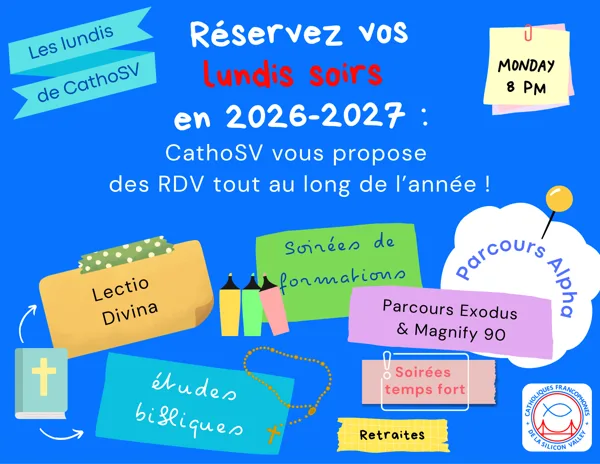 Les lundis
de CathoSV
Réservez vos
lundis soirs
en 2026-2027 :
CathoSV vous propose
des RDV tout au long de l’année !
MONDAY
8 PM
Lectio
Divina
Soirées de
formations
Parcours Alpha
Parcours Exodus
& Magnify 90
études
bibliques
Soirées
temps fort
Retraites
CATHOLIQUES FRANCOPHONES
DE LA SILICON VALLEY